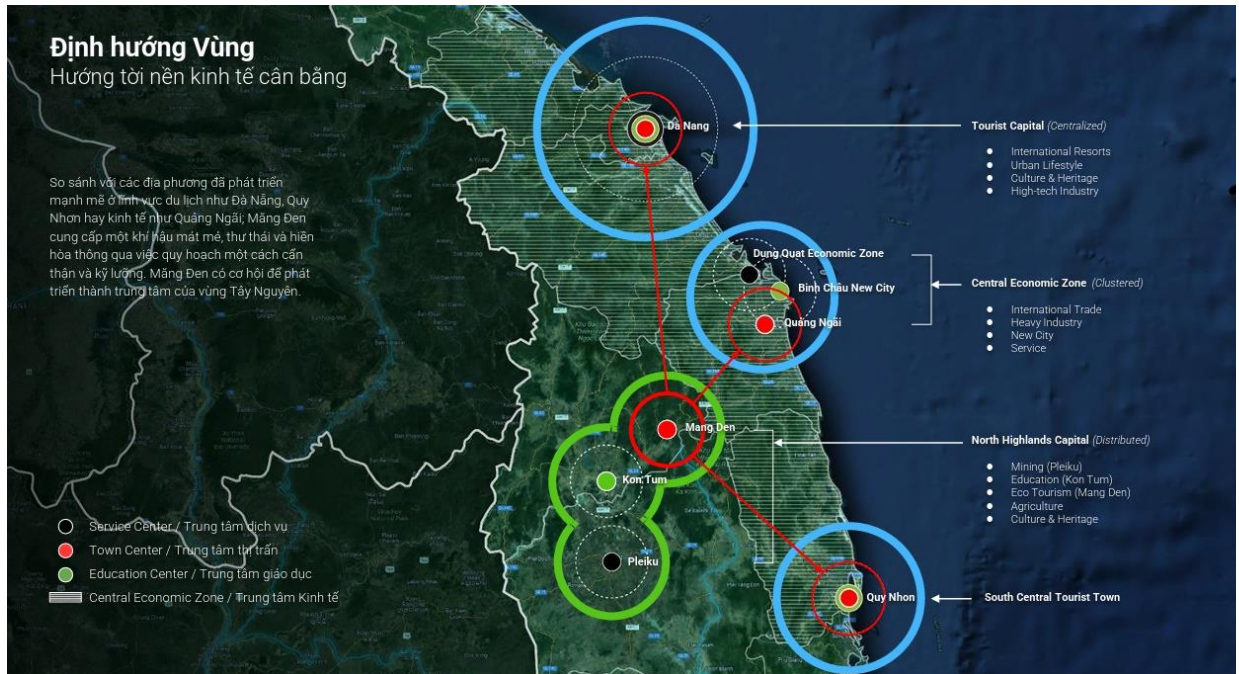 Định hướng Vùng
Hướng tới nền kinh tế cân bằng
So sánh với các địa phương đã phát triển
mạnh mẽ ở lĩnh vực du lịch như Đà Nẵng, Quy
Nhơn hay kinh tế như Quảng Ngãi; Măng Đen
cung cấp một khí hậu mát mẻ, thư thái và hiền
hòa thông qua việc quy hoạch một cách cẩn
thận và kỹ lưỡng. Măng Đen có cơ hội để phát
triển thành trung tâm của vùng Tây Nguyên.
Service Center / Trung tâm dịch vụ
Town Center / Trung tâm thị trấn
Education Center / Trung tâm giáo dục
Central Economic Zone / Trung tâm Kinh tế
Da Nang
Dung Quat Economic Zone
Binh Châu New City
Quảng Ngãi
Mang Den
Kon Tum
Pleiku
Quy Nhon
Tourist Capital (Centralized)
● International Resorts
● Urban Lifestyle
● Culture & Heritage
● High-tech Industry
Central Economic Zone (Clustered)
● International Trade
● Heavy Industry
● New City
● Service
North Highlands Capital (Distributed)
● Mining (Pleiku)
● Education (Kon Tum)
● Eco Tourism (Mang Den)
● Agriculture
● Culture & Heritage
South Central Tourist Town